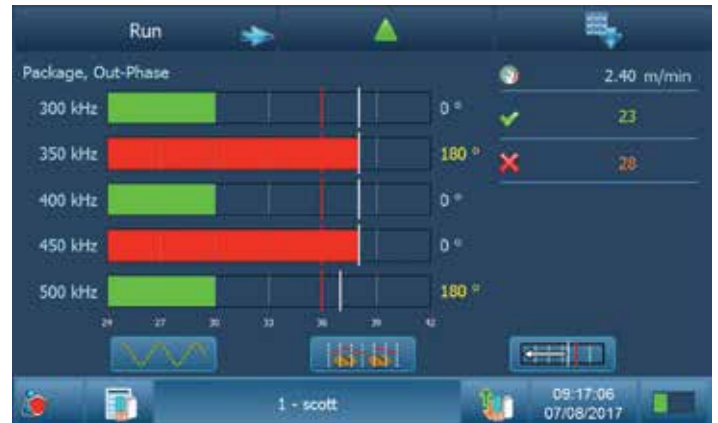 Run
Package, Out-Phase
2.40 m/min
300 kHz 0 °
23
350 kHz 180 °
28
400 kHz 0 °
450 kHz 0 °
500 kHz 180 °
24 27 30 33 36 39 42
1 - scott
09:17:06
07/08/2017